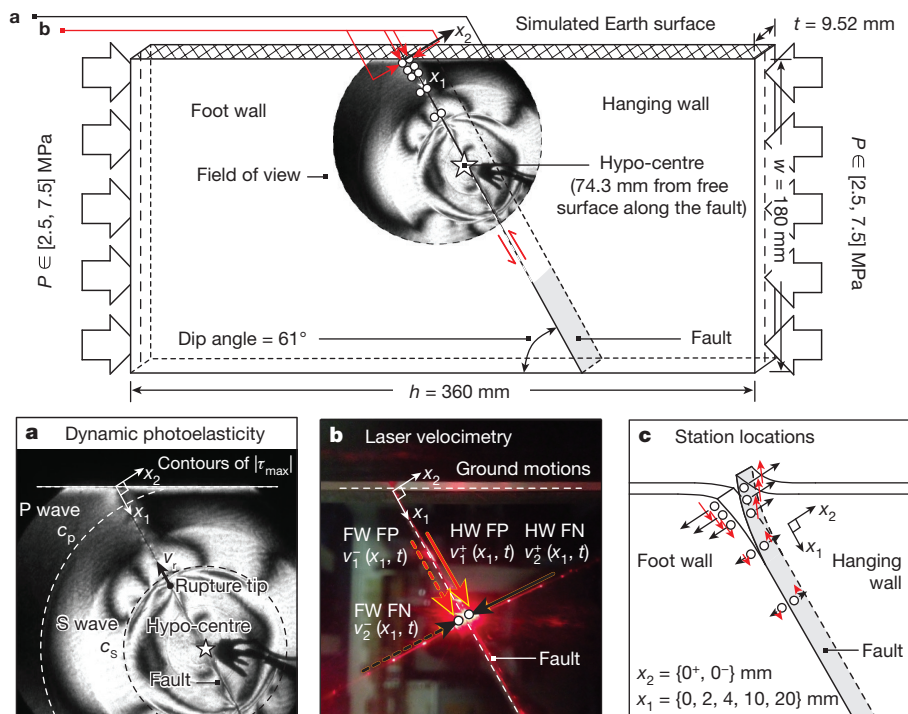 a
b
x₂
Simulated Earth surface
t = 9.52 mm
x₁
Foot wall
Hanging wall
Field of view
Hypo-centre
(74.3 mm from free
surface along the fault)
P ∈ [2.5, 7.5] MPa
w = 180 mm
P ∈ [2.5, 7.5] MPa
Dip angle = 61°
Fault
h = 360 mm
a Dynamic photoelasticity
Contours of |τmax|
x₂
P wave
x₁
cp
vr
Rupture tip
S wave
Hypo-centre
cs
Fault
b Laser velocimetry
Ground motions
x₂
x₁
FW FP
v₁⁻ (x₁, t)
HW FP
v₁⁺ (x₁, t)
HW FN
v₂⁺ (x₁, t)
FW FN
v₂⁻ (x₁, t)
Fault
c Station locations
x₂
x₁
Foot wall
Hanging
wall
Fault
x₂ = {0⁺, 0⁻} mm
x₁ = {0, 2, 4, 10, 20} mm